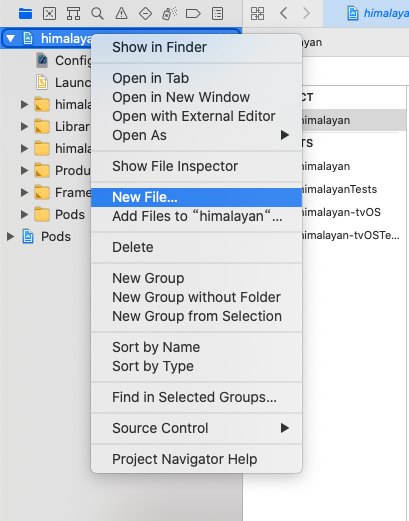 himalayan
himalaya
Show in Finder
ayan
Config
Launc
Open in Tab
Open in New Window
Open with External Editor
Open As
CT
himalayan
himala
Librar
himala
Produ
Frame
Pods
Pods
TS
himalayan
himalayanTests
himalayan-tvOS
himalayan-tvOSTe...
Show File Inspector
New File...
Add Files to “himalayan“...
Delete
New Group
New Group without Folder
New Group from Selection
Sort by Name
Sort by Type
Find in Selected Groups...
Source Control
Project Navigator Help